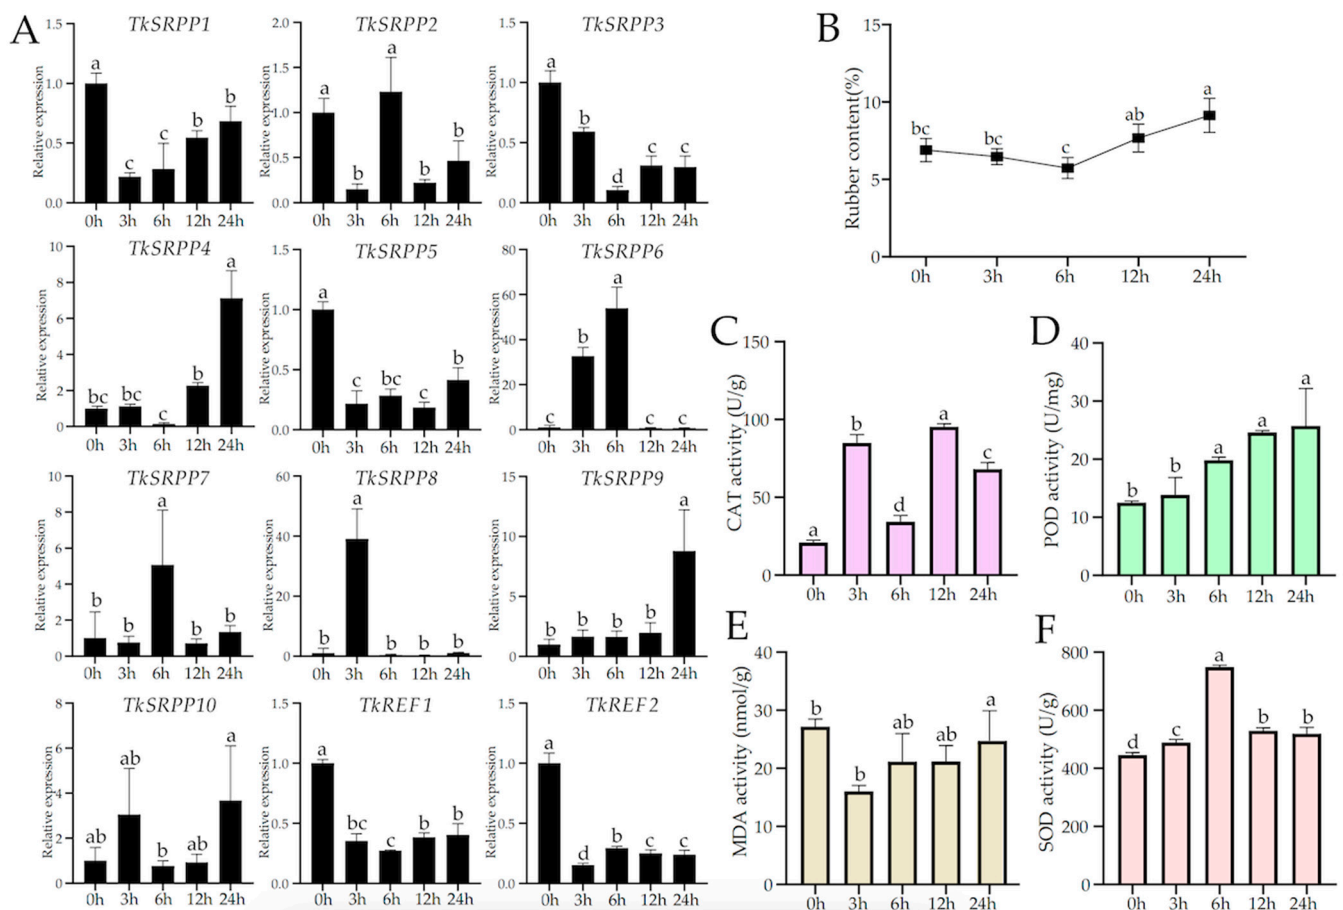 A
TkSRPP1
Relative expression
1.5
1.0
0.5
0.0
a
c
c
b
b
0h 3h 6h 12h 24h
TkSRPP2
Relative expression
2.0
1.5
1.0
0.5
0.0
a
b
a
b
b
0h 3h 6h 12h 24h
TkSRPP3
Relative expression
1.5
1.0
0.5
0.0
a
b
d
c
c
0h 3h 6h 12h 24h
TkSRPP4
Relative expression
10
8
6
4
2
0
bc
bc
c
b
a
0h 3h 6h 12h 24h
TkSRPP5
Relative expression
1.5
1.0
0.5
0.0
a
c
bc
c
b
0h 3h 6h 12h 24h
TkSRPP6
Relative expression
80
60
40
20
0
c
b
a
c
c
0h 3h 6h 12h 24h
TkSRPP7
Relative expression
10
8
6
4
2
0
b
b
a
b
b
0h 3h 6h 12h 24h
TkSRPP8
Relative expression
60
40
20
0
b
a
b
b
b
0h 3h 6h 12h 24h
TkSRPP9
Relative expression
15
10
5
0
b
b
b
b
a
0h 3h 6h 12h 24h
TkSRPP10
Relative expression
8
6
4
2
0
ab
ab
b
ab
a
0h 3h 6h 12h 24h
TkREF1
Relative expression
1.5
1.0
0.5
0.0
a
bc
c
b
b
0h 3h 6h 12h 24h
TkREF2
Relative expression
1.5
1.0
0.5
0.0
a
d
b
c
c
0h 3h 6h 12h 24h
B
Rubber content(%)
15
10
5
0
bc
bc
c
ab
a
0h 3h 6h 12h 24h
C
CAT activity (U/g)
150
100
50
0
a
b
d
a
c
0h 3h 6h 12h 24h
D
POD activity (U/mg)
40
30
20
10
0
b
b
a
a
a
0h 3h 6h 12h 24h
E
MDA activity (nmol/g)
40
30
20
10
0
b
b
ab
ab
a
0h 3h 6h 12h 24h
F
SOD activity (U/g)
800
600
400
200
0
d
c
a
b
b
0h 3h 6h 12h 24h